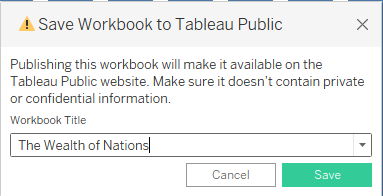 Save Workbook to Tableau Public
Publishing this workbook will make it available on the
Tableau Public website. Make sure it doesn't contain private
or confidential information.
Workbook Title
The Wealth of Nations
Cancel Save